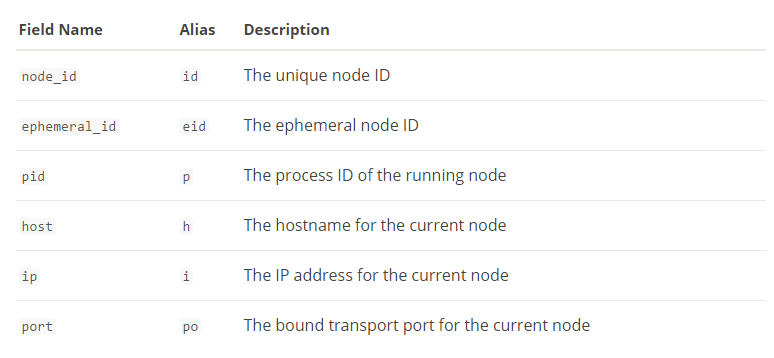 Field Name Alias Description
node_id id The unique node ID
ephemeral_id eid The ephemeral node ID
pid p The process ID of the running node
host h The hostname for the current node
ip i The IP address for the current node
port po The bound transport port for the current node